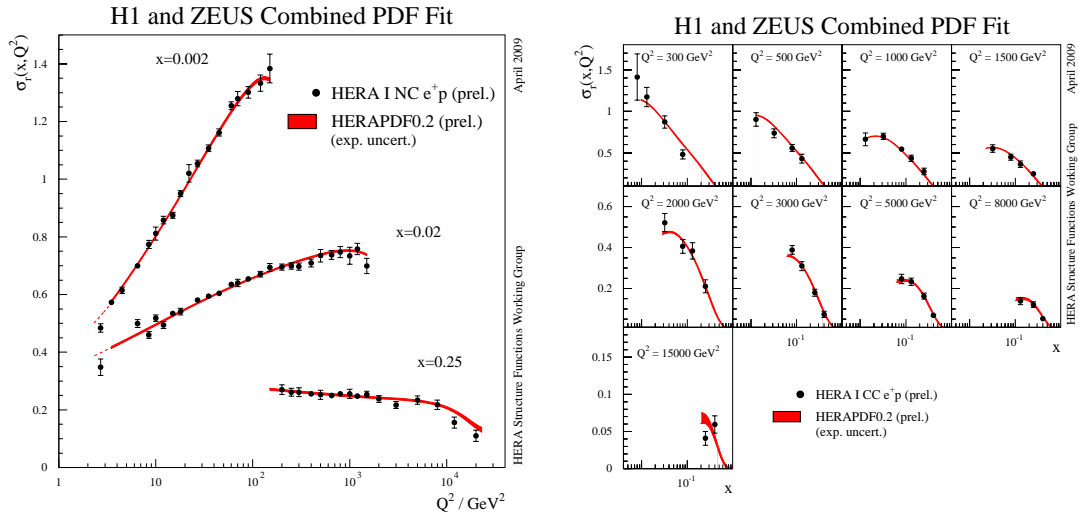 H1 and ZEUS Combined PDF Fit
σr(x,Q²)
April 2009
HERA Structure Functions Working Group
x=0.002
HERA I NC e⁺p (prel.)
HERAPDF0.2 (prel.)
(exp. uncert.)
x=0.02
x=0.25
0
0.2
0.4
0.6
0.8
1
1.2
1.4
1
10
10²
10³
10⁴
Q² / GeV²
H1 and ZEUS Combined PDF Fit
σr(x,Q²)
April 2009
HERA Structure Functions Working Group
Q² = 300 GeV²
Q² = 500 GeV²
Q² = 1000 GeV²
Q² = 1500 GeV²
1.5
1
0.5
Q² = 2000 GeV²
Q² = 3000 GeV²
Q² = 5000 GeV²
Q² = 8000 GeV²
0.6
0.4
0.2
10⁻¹
10⁻¹
10⁻¹
x
Q² = 15000 GeV²
0.15
0.1
0.05
0
10⁻¹
x
HERA I CC e⁺p (prel.)
HERAPDF0.2 (prel.)
(exp. uncert.)